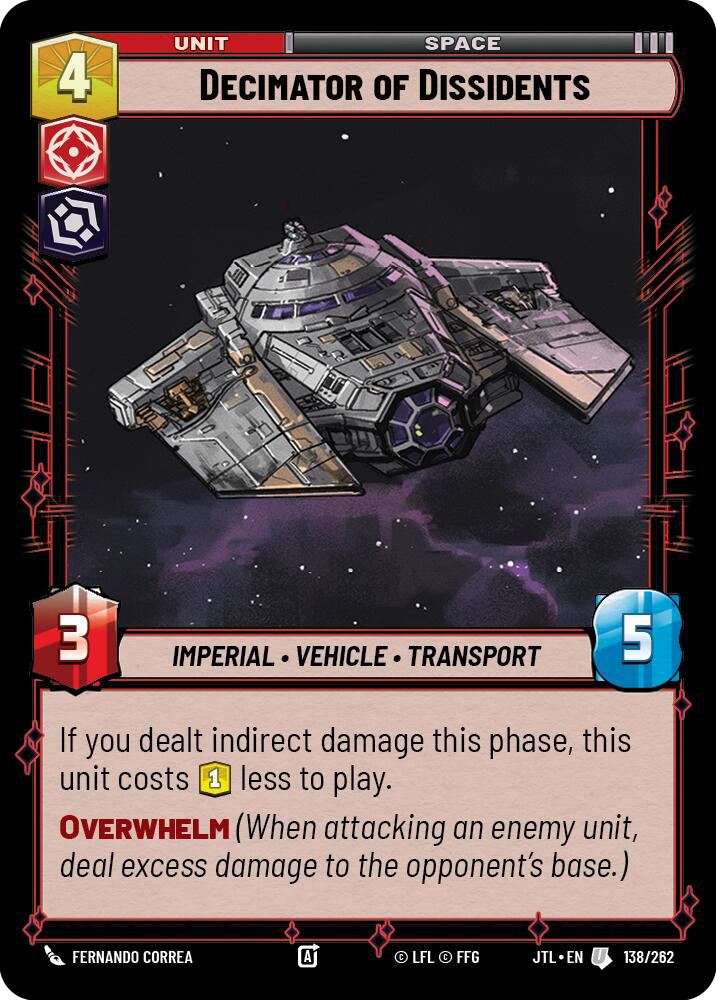 UNIT
SPACE
4
Decimator of Dissidents
3
IMPERIAL • VEHICLE • TRANSPORT
5
If you dealt indirect damage this phase, this
unit costs 1 less to play.
OVERWHELM (When attacking an enemy unit,
deal excess damage to the opponent's base.)
FERNANDO CORREA
A
© LFL © FFG
JTL • EN
U
138/262